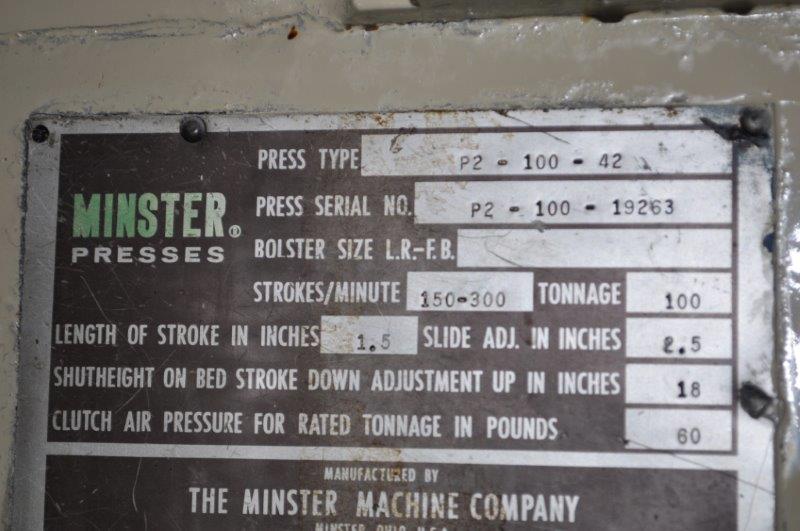 PRESS TYPE P2 - 100 - 42
MINSTER®
PRESSES
PRESS SERIAL NO. P2 - 100 - 19263
BOLSTER SIZE L.R.-F.B.
STROKES/MINUTE 150-300 TONNAGE 100
LENGTH OF STROKE IN INCHES 1.5 SLIDE ADJ. IN INCHES 2.5
SHUTHEIGHT ON BED STROKE DOWN ADJUSTMENT UP IN INCHES 18
CLUTCH AIR PRESSURE FOR RATED TONNAGE IN POUNDS 60
MANUFACTURED BY
THE MINSTER MACHINE COMPANY
MINSTER, OHIO, U.S.A.